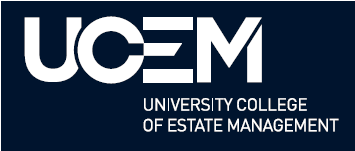 UCEM
UNIVERSITY COLLEGE
OF ESTATE MANAGEMENT